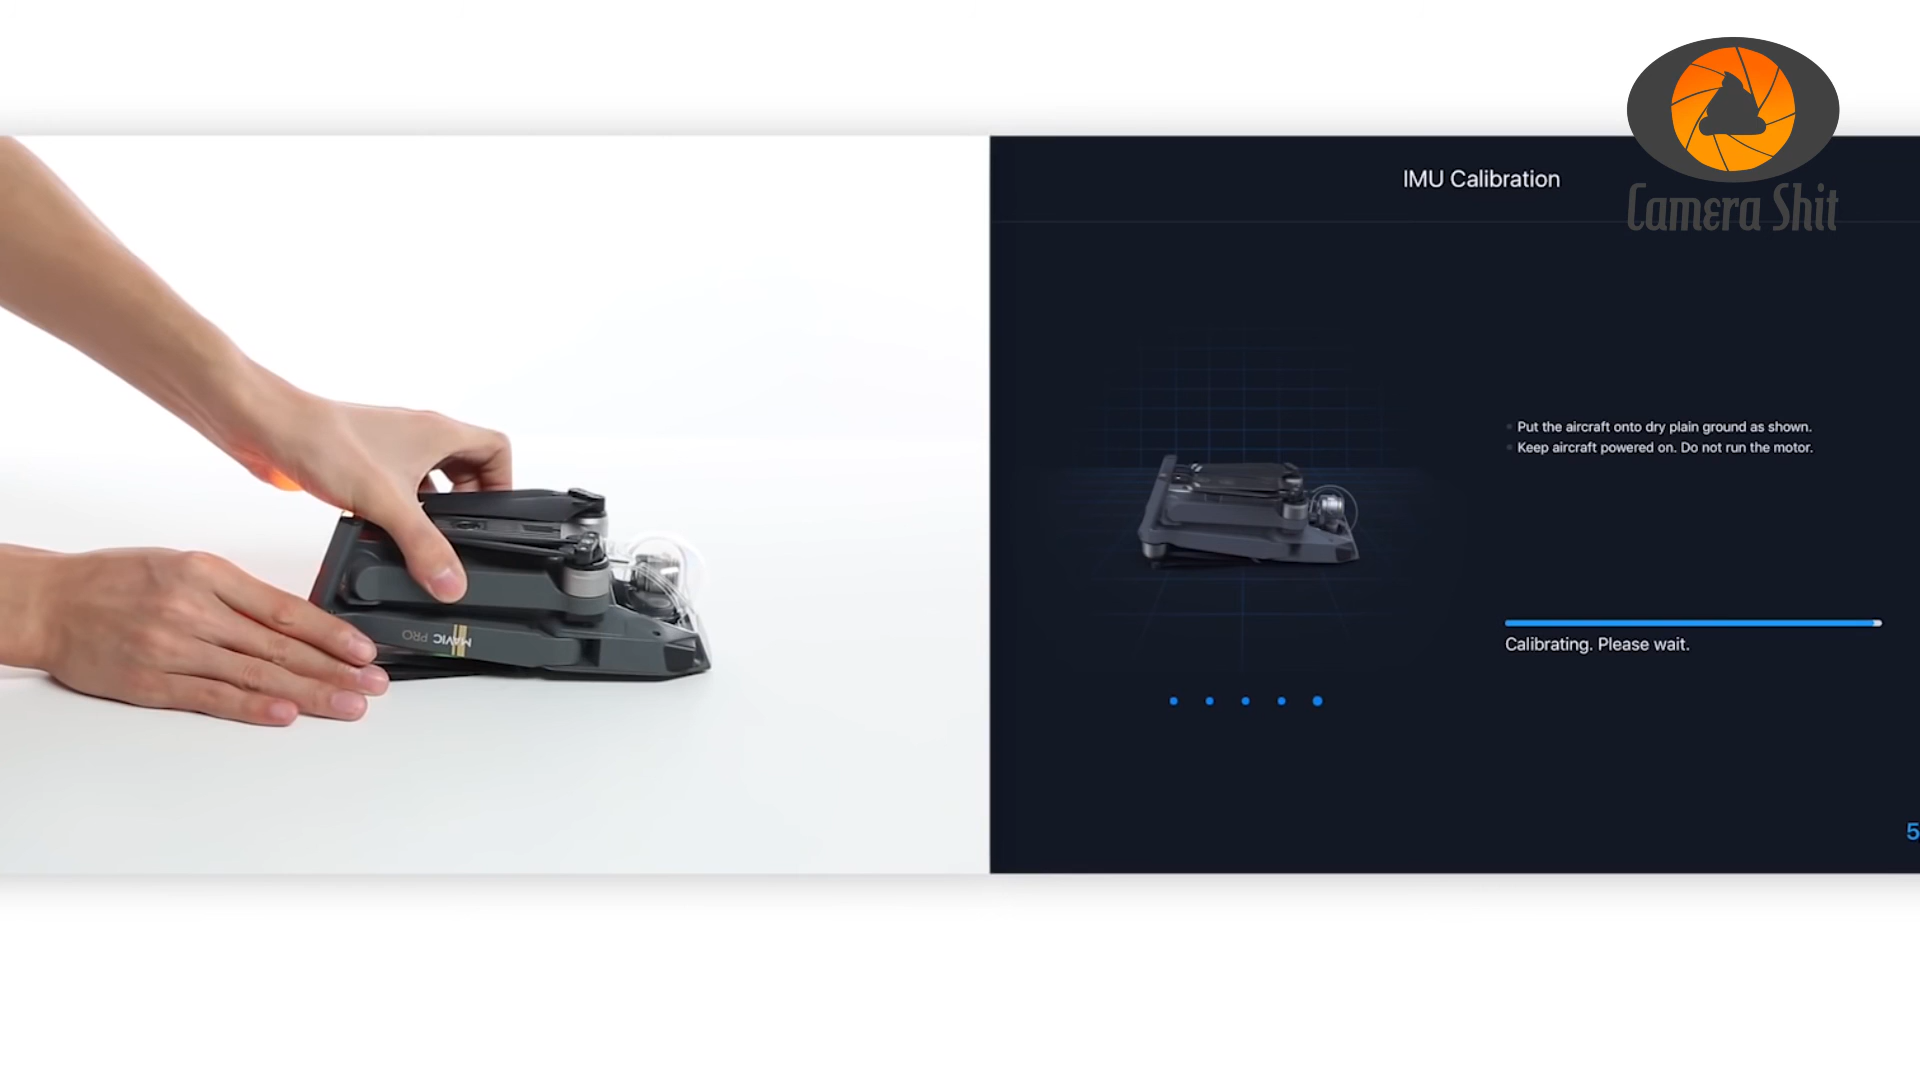 IMU Calibration
Camera Shit
Put the aircraft onto dry plain ground as shown.
Keep aircraft powered on. Do not run the motor.
MAVIC PRO
Calibrating. Please wait.
5